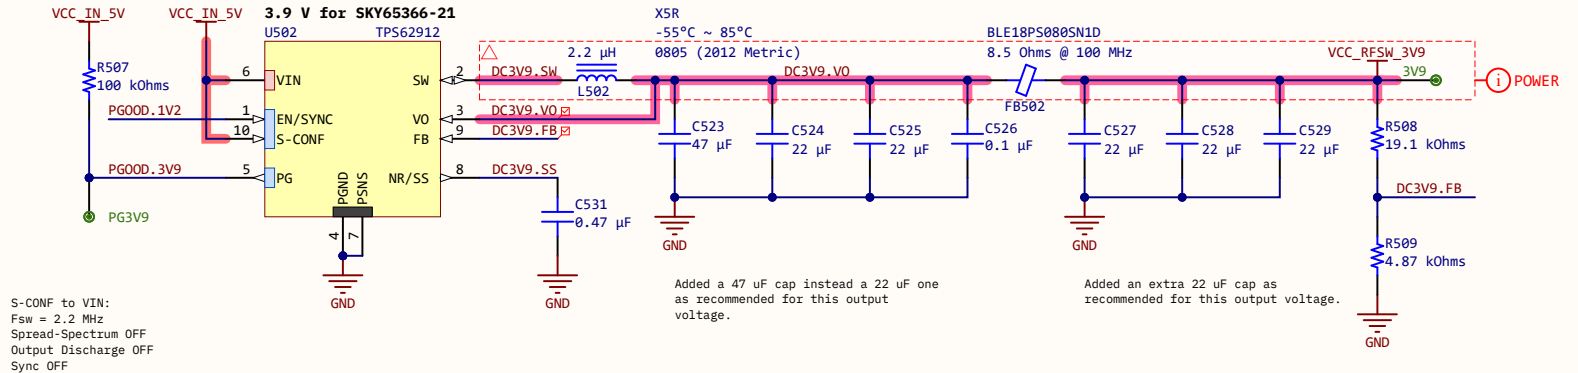 VCC_IN_5V
VCC_IN_5V
3.9 V for SKY65366-21
U502
TPS62912
R507
100 kOhms
6
VIN
PGOOD.1V2
1
EN/SYNC
10
S-CONF
PGOOD.3V9
5
PG
PG3V9
PGND
PSNS
4
7
GND
SW
2
DC3V9.SW
VO
3
DC3V9.VO
FB
9
DC3V9.FB
NR/SS
8
DC3V9.SS
C531
0.47 µF
GND
2.2 µH
L502
X5R
-55°C ~ 85°C
0805 (2012 Metric)
DC3V9.VO
C523
47 µF
C524
22 µF
C525
22 µF
C526
0.1 µF
GND
BLE18PS080SN1D
8.5 Ohms @ 100 MHz
FB502
C527
22 µF
C528
22 µF
C529
22 µF
GND
VCC_RFSW_3V9
3V9
i
POWER
R508
19.1 kOhms
DC3V9.FB
R509
4.87 kOhms
GND
Added a 47 uF cap instead a 22 uF one
as recommended for this output
voltage.
Added an extra 22 uF cap as
recommended for this output voltage.
S-CONF to VIN:
Fsw = 2.2 MHz
Spread-Spectrum OFF
Output Discharge OFF
Sync OFF